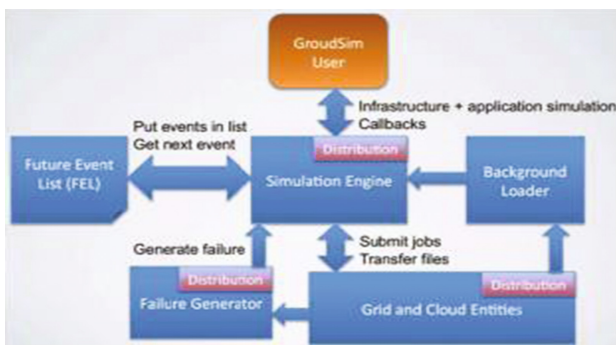 GroudSim
User
Infrastructure + application simulation
Callbacks
Put events in list
Get next event
Distribution
Future Event
List (FEL)
Simulation Engine
Background
Loader
Generate failure
Submit jobs
Transfer files
Distribution
Failure Generator
Distribution
Grid and Cloud Entities